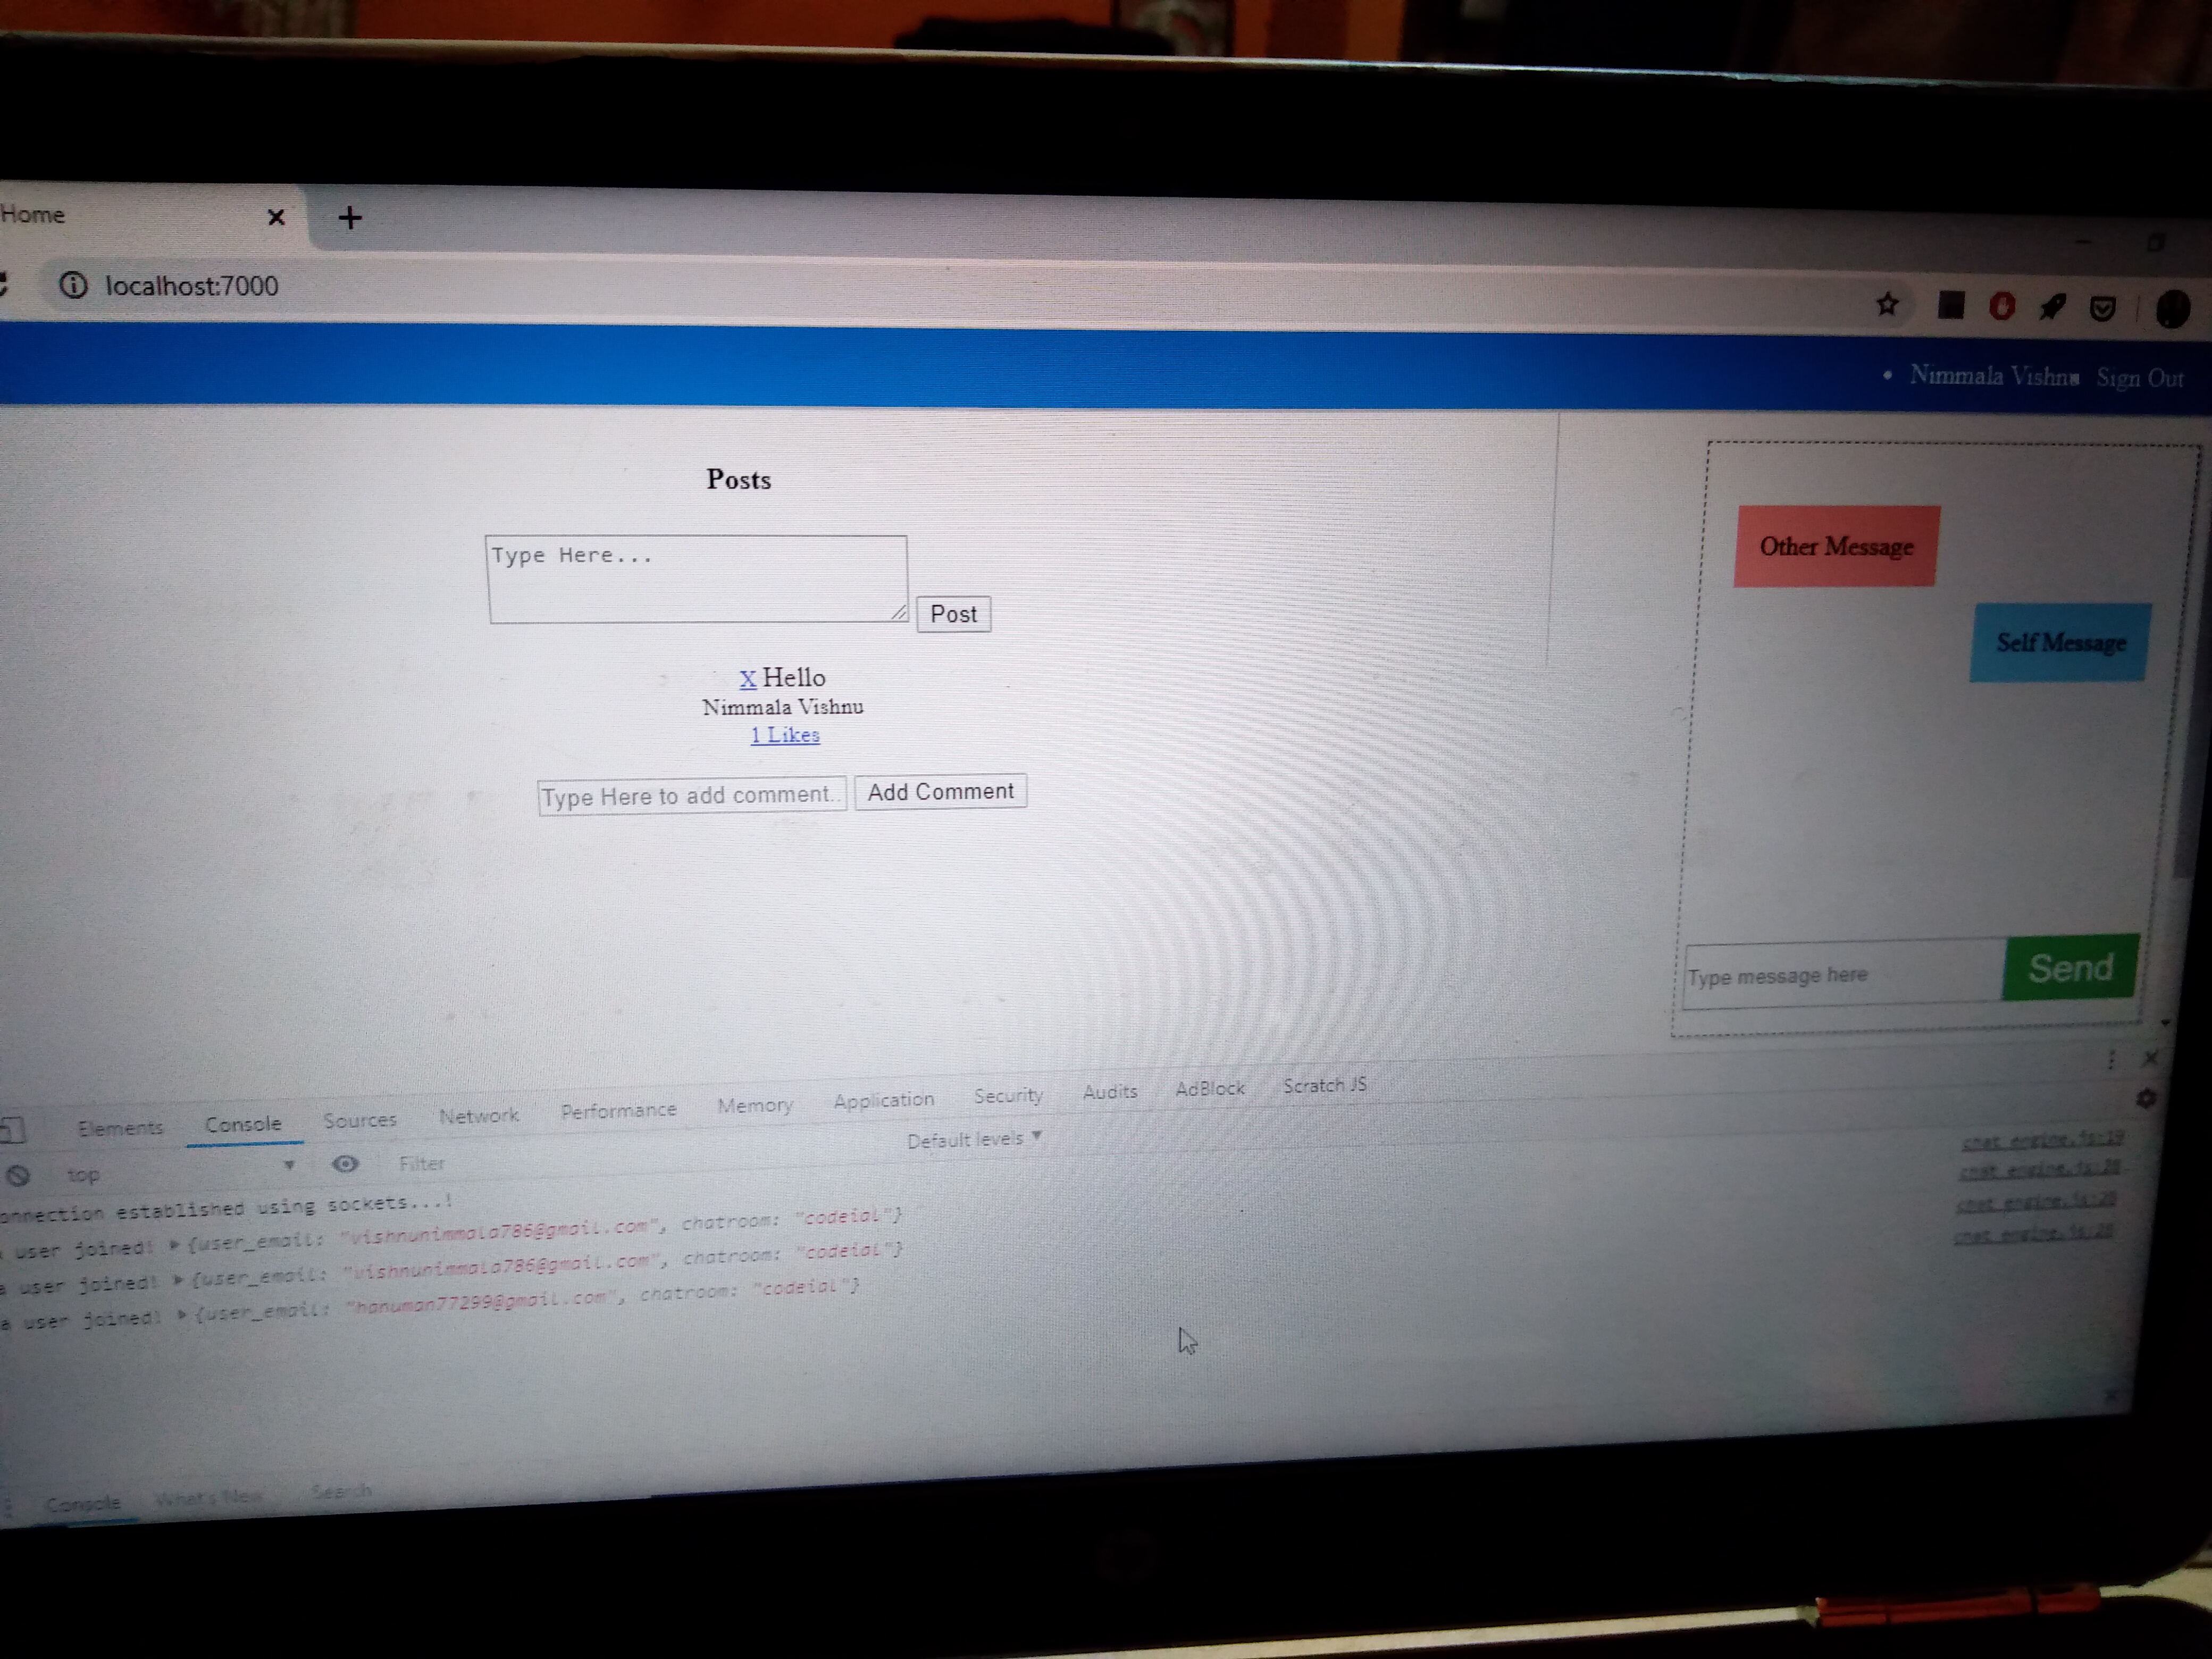 Home
localhost:7000
Nimmala Vishnu Sign Out
Posts
Type Here...
Post
X Hello
Nimmala Vishnu
1 Likes
Type Here to add comment..
Add Comment
Other Message
Self Message
Type message here
Send
Elements Console Sources Network Performance Memory Application Security Audits AdBlock Scratch JS
top Filter Default levels ▼
onnection established using sockets...! chat_engine.js:19
user joined! ▶{user_email: "vishnunimmala786@gmail.com", chatroom: "codeial"} chat_engine.js:28
a user joined! ▶{user_email: "vishnunimmala786@gmail.com", chatroom: "codeial"} chat_engine.js:28
a user joined! ▶{user_email: "hanuman77299@gmail.com", chatroom: "codeial"} chat_engine.js:28
Console What's New Search